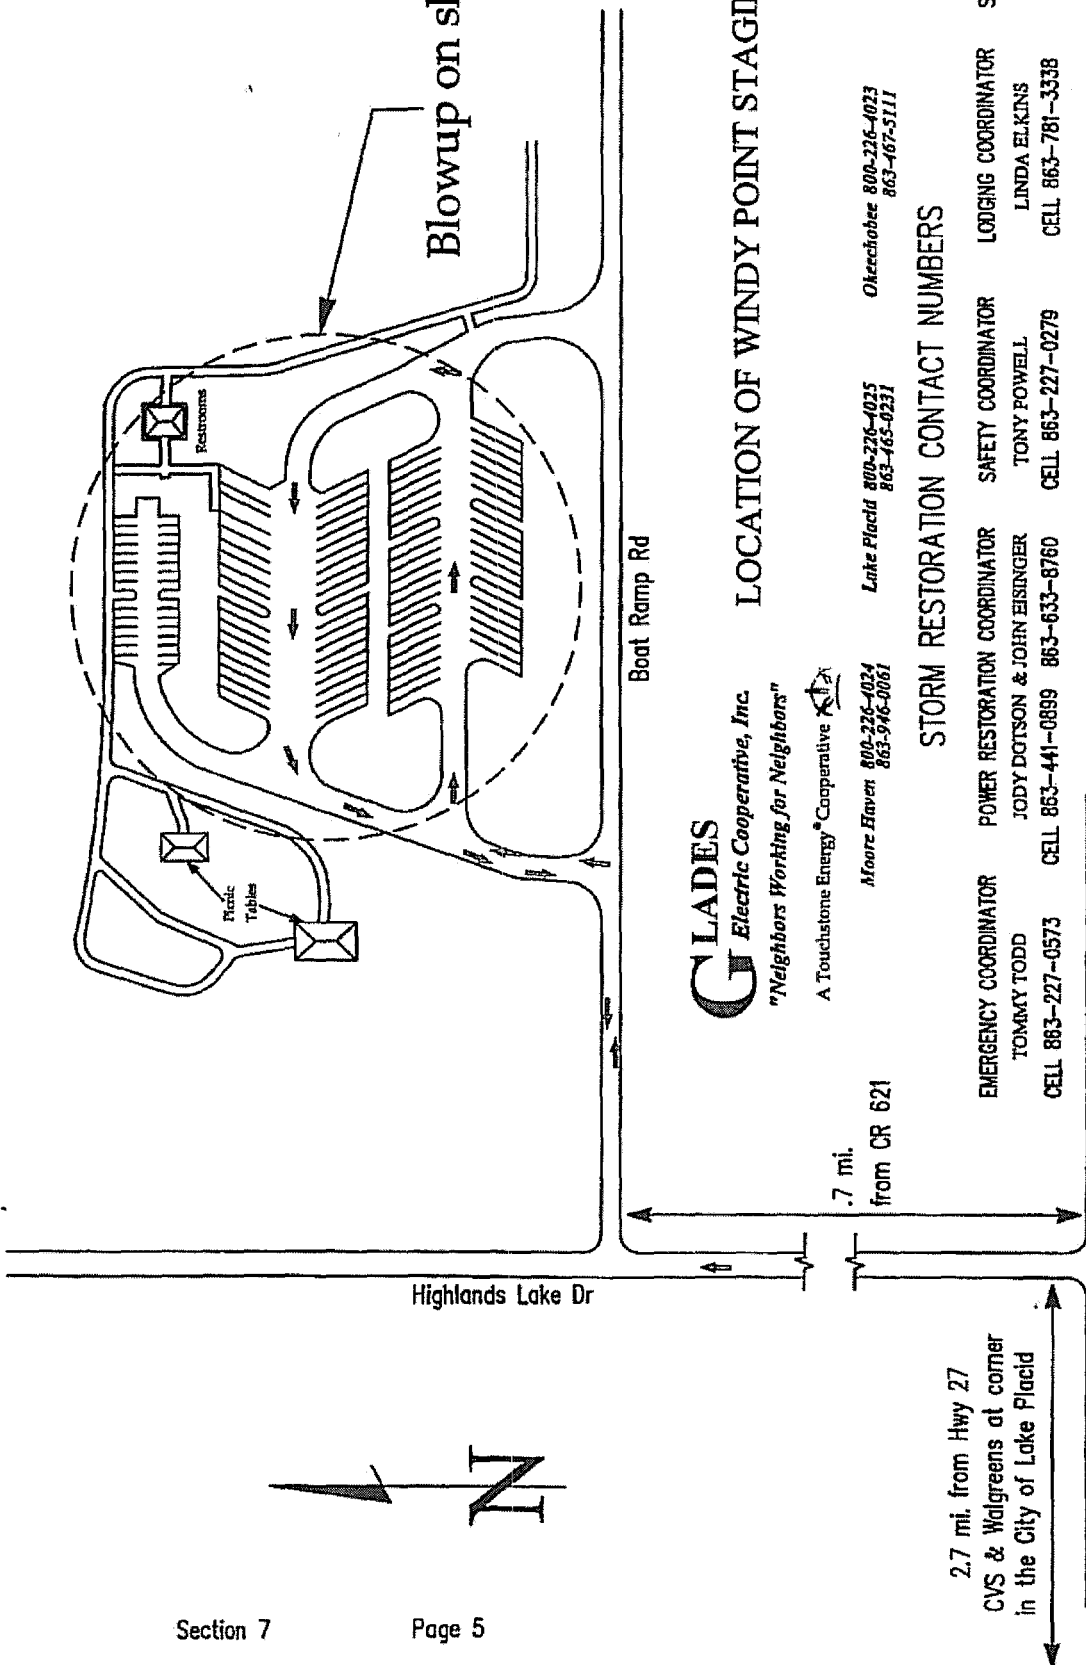 Blowup on
Restrooms
Picnic
Tables
Boat Ramp Rd
Highlands Lake Dr
N
.7 mi.
from CR 621
2.7 mi. from Hwy 27
CVS & Walgreens at corner
in the City of Lake Placid
GLADES
Electric Cooperative, Inc.
"Neighbors Working for Neighbors"
A Touchstone Energy® Cooperative
LOCATION OF WINDY POINT
Moore Haven 800-226-4024
863-946-0061
Lake Placid 800-226-4025
863-465-0231
Okeechobee 800-226-4023
863-467-5111
STORM RESTORATION CONTACT NUMBERS
EMERGENCY COORDINATOR
TOMMY TODD
CELL 863-227-0573
POWER RESTORATION COORDINATOR
JODY DOTSON & JOHN EISINGER
CELL 863-441-0899 863-633-8760
SAFETY COORDINATOR
TONY POWELL
CELL 863-227-0279
LODGING COORDINATOR
LINDA ELKINS
CELL 863-781-3338
Section 7
Page 5